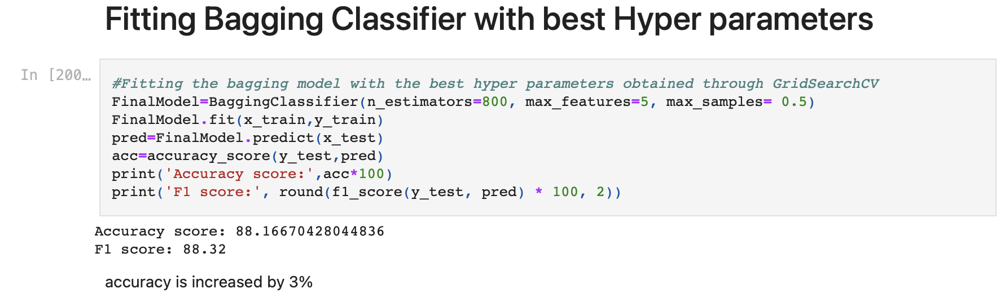 Fitting Bagging Classifier with best Hyper parameters
In [200…
#Fitting the bagging model with the best hyper parameters obtained through GridSearchCV
FinalModel=BaggingClassifier(n_estimators=800, max_features=5, max_samples= 0.5)
FinalModel.fit(x_train,y_train)
pred=FinalModel.predict(x_test)
acc=accuracy_score(y_test,pred)
print('Accuracy score:',acc*100)
print('F1 score:', round(f1_score(y_test, pred) * 100, 2))
Accuracy score: 88.16670428044836
F1 score: 88.32
accuracy is increased by 3%